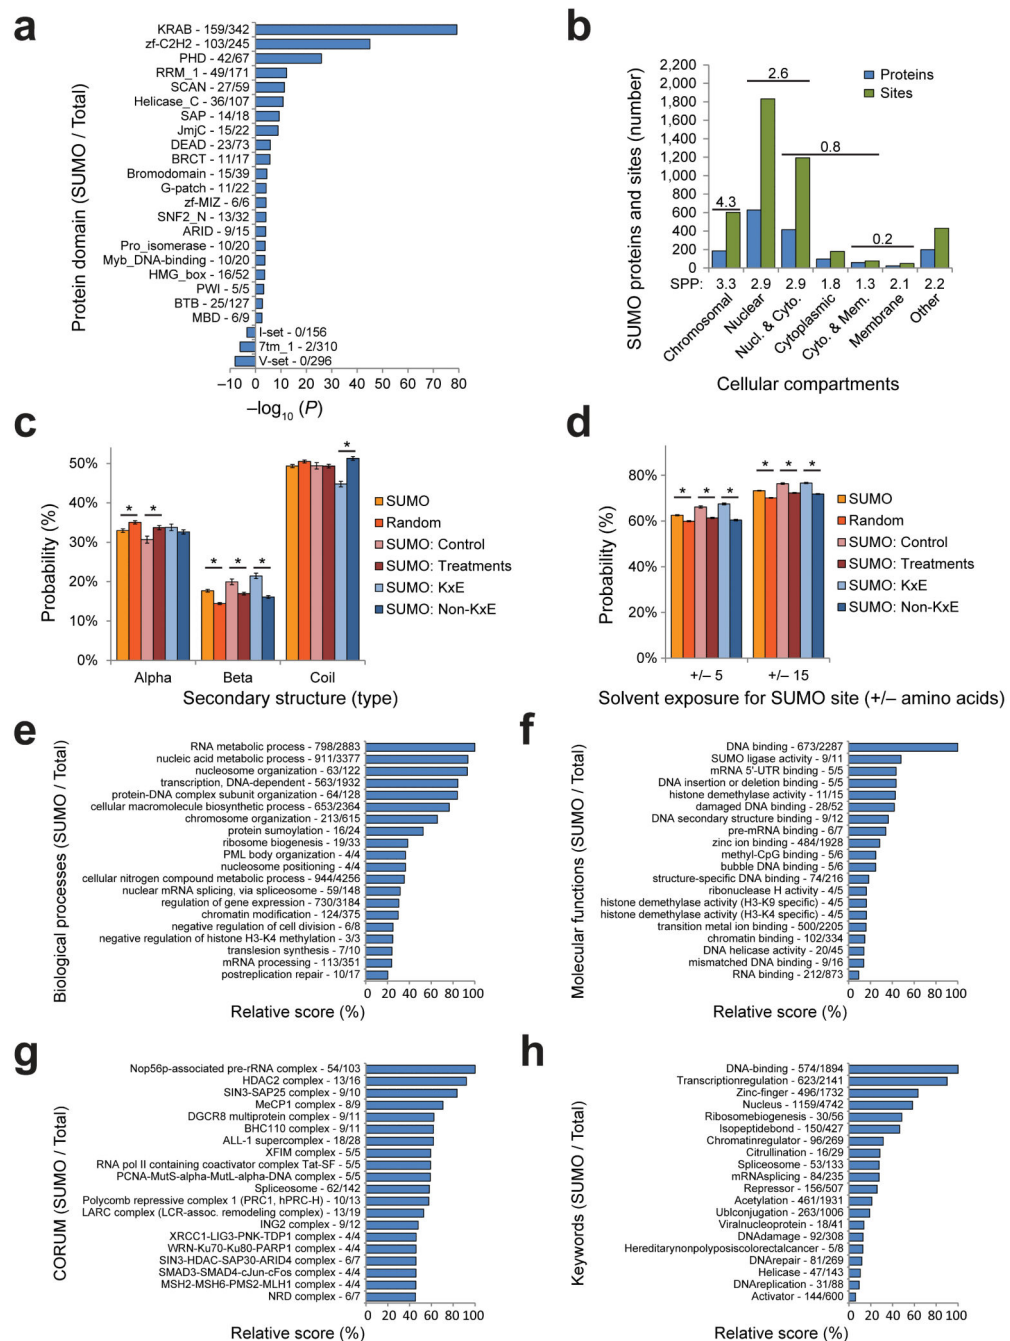 a
Protein domain (SUMO / Total)
KRAB - 159/342
zf-C2H2 - 103/245
PHD - 42/67
RRM_1 - 49/171
SCAN - 27/59
Helicase_C - 36/107
SAP - 14/18
JmjC - 15/22
DEAD - 23/73
BRCT - 11/17
Bromodomain - 15/39
G-patch - 11/22
zf-MIZ - 6/6
SNF2_N - 13/32
ARID - 9/15
Pro_isomerase - 10/20
Myb_DNA-binding - 10/20
HMG_box - 16/52
PWI - 5/5
BTB - 25/127
MBD - 6/9
I-set - 0/156
7tm_1 - 2/310
V-set - 0/296
–10 0 10 20 30 40 50 60 70 80
–log10 (P)
b
SUMO proteins and sites (number)
2,200
2,000
1,800
1,600
1,400
1,200
1,000
800
600
400
200
0
Proteins
Sites
4.3
2.6
0.8
0.2
SPP: 3.3 2.9 2.9 1.8 1.3 2.1 2.2
Chromosomal
Nuclear
Nucl. & Cyto.
Cytoplasmic
Cyto. & Mem.
Membrane
Other
Cellular compartments
c
Probability (%)
50%
40%
30%
20%
10%
0%
* * * * * *
Alpha Beta Coil
Secondary structure (type)
SUMO
Random
SUMO: Control
SUMO: Treatments
SUMO: KxE
SUMO: Non-KxE
d
Probability (%)
80%
60%
40%
20%
0%
* * * * * *
+/– 5 +/– 15
Solvent exposure for SUMO site (+/– amino acids)
SUMO
Random
SUMO: Control
SUMO: Treatments
SUMO: KxE
SUMO: Non-KxE
e
Biological processes (SUMO / Total)
RNA metabolic process - 798/2883
nucleic acid metabolic process - 911/3377
nucleosome organization - 63/122
transcription, DNA-dependent - 563/1932
protein-DNA complex subunit organization - 64/128
cellular macromolecule biosynthetic process - 653/2364
chromosome organization - 213/615
protein sumoylation - 16/24
ribosome biogenesis - 19/33
PML body organization - 4/4
nucleosome positioning - 4/4
cellular nitrogen compound metabolic process - 944/4256
nuclear mRNA splicing, via spliceosome - 59/148
regulation of gene expression - 730/3184
chromatin modification - 124/375
negative regulation of cell division - 6/8
negative regulation of histone H3-K4 methylation - 3/3
translesion synthesis - 7/10
mRNA processing - 113/351
postreplication repair - 10/17
0 20 40 60 80 100
Relative score (%)
f
Molecular functions (SUMO / Total)
DNA binding - 673/2287
SUMO ligase activity - 9/11
mRNA 5'-UTR binding - 5/5
DNA insertion or deletion binding - 5/5
histone demethylase activity - 11/15
damaged DNA binding - 28/52
DNA secondary structure binding - 9/12
pre-mRNA binding - 6/7
zinc ion binding - 484/1928
methyl-CpG binding - 5/6
bubble DNA binding - 5/6
structure-specific DNA binding - 74/216
ribonuclease H activity - 4/5
histone demethylase activity (H3-K9 specific) - 4/5
histone demethylase activity (H3-K4 specific) - 4/5
transition metal ion binding - 500/2205
chromatin binding - 102/334
DNA helicase activity - 20/45
mismatched DNA binding - 9/16
RNA binding - 212/873
0 20 40 60 80 100
Relative score (%)
g
CORUM (SUMO / Total)
Nop56p-associated pre-rRNA complex - 54/103
HDAC2 complex - 13/16
SIN3-SAP25 complex - 9/10
MeCP1 complex - 8/9
DGCR8 multiprotein complex - 9/11
BHC110 complex - 9/11
ALL-1 supercomplex - 18/28
XFIM complex - 5/5
RNA pol II containing coactivator complex Tat-SF - 5/5
PCNA-MutS-alpha-MutL-alpha-DNA complex - 5/5
Spliceosome - 62/142
Polycomb repressive complex 1 (PRC1, hPRC-H) - 10/13
LARC complex (LCR-assoc. remodeling complex) - 13/19
ING2 complex - 9/12
XRCC1-LIG3-PNK-TDP1 complex - 4/4
WRN-Ku70-Ku80-PARP1 complex - 4/4
SIN3-HDAC-SAP30-ARID4 complex - 6/7
SMAD3-SMAD4-cJun-cFos complex - 4/4
MSH2-MSH6-PMS2-MLH1 complex - 4/4
NRD complex - 6/7
0 20 40 60 80 100
Relative score (%)
h
Keywords (SUMO / Total)
DNA-binding - 574/1894
Transcriptionregulation - 623/2141
Zinc-finger - 496/1732
Nucleus - 1159/4742
Ribosomebiogenesis - 30/56
Isopeptidebond - 150/427
Chromatinregulator - 96/269
Citrullination - 16/29
Spliceosome - 53/133
mRNAsplicing - 84/235
Repressor - 156/507
Acetylation - 461/1931
Ublconjugation - 263/1006
Viralnucleoprotein - 18/41
DNAdamage - 92/308
Hereditarynonpolyposiscolorectalcancer - 5/8
DNArepair - 81/269
Helicase - 47/143
DNAreplication - 31/88
Activator - 144/600
0 20 40 60 80 100
Relative score (%)